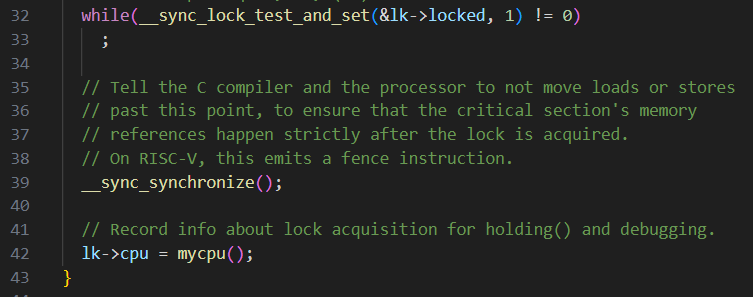 32 while(__sync_lock_test_and_set(&lk->locked, 1) != 0)
33 ;
34
35 // Tell the C compiler and the processor to not move loads or stores
36 // past this point, to ensure that the critical section's memory
37 // references happen strictly after the lock is acquired.
38 // On RISC-V, this emits a fence instruction.
39 __sync_synchronize();
40
41 // Record info about lock acquisition for holding() and debugging.
42 lk->cpu = mycpu();
43 }